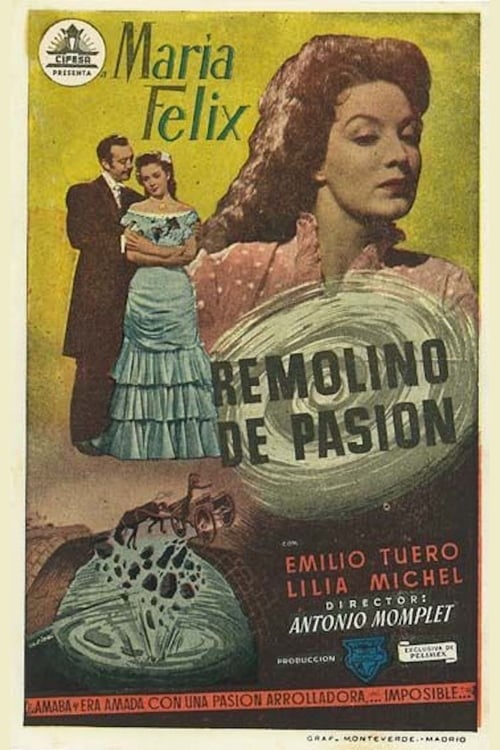 CIFESA
PRESENTA
a Maria
Felix
REMOLINO
DE PASION
con
EMILIO TUERO
LILIA MICHEL
DIRECTOR:
ANTONIO MOMPLET
PRODUCCION
EXCLUSIVA DE
PELIMEX
¡¡AMABA Y ERA AMADA CON UNA PASION ARROLLADORA,... IMPOSIBLE...!!
GRAF. MONTEVERDE.-MADRID